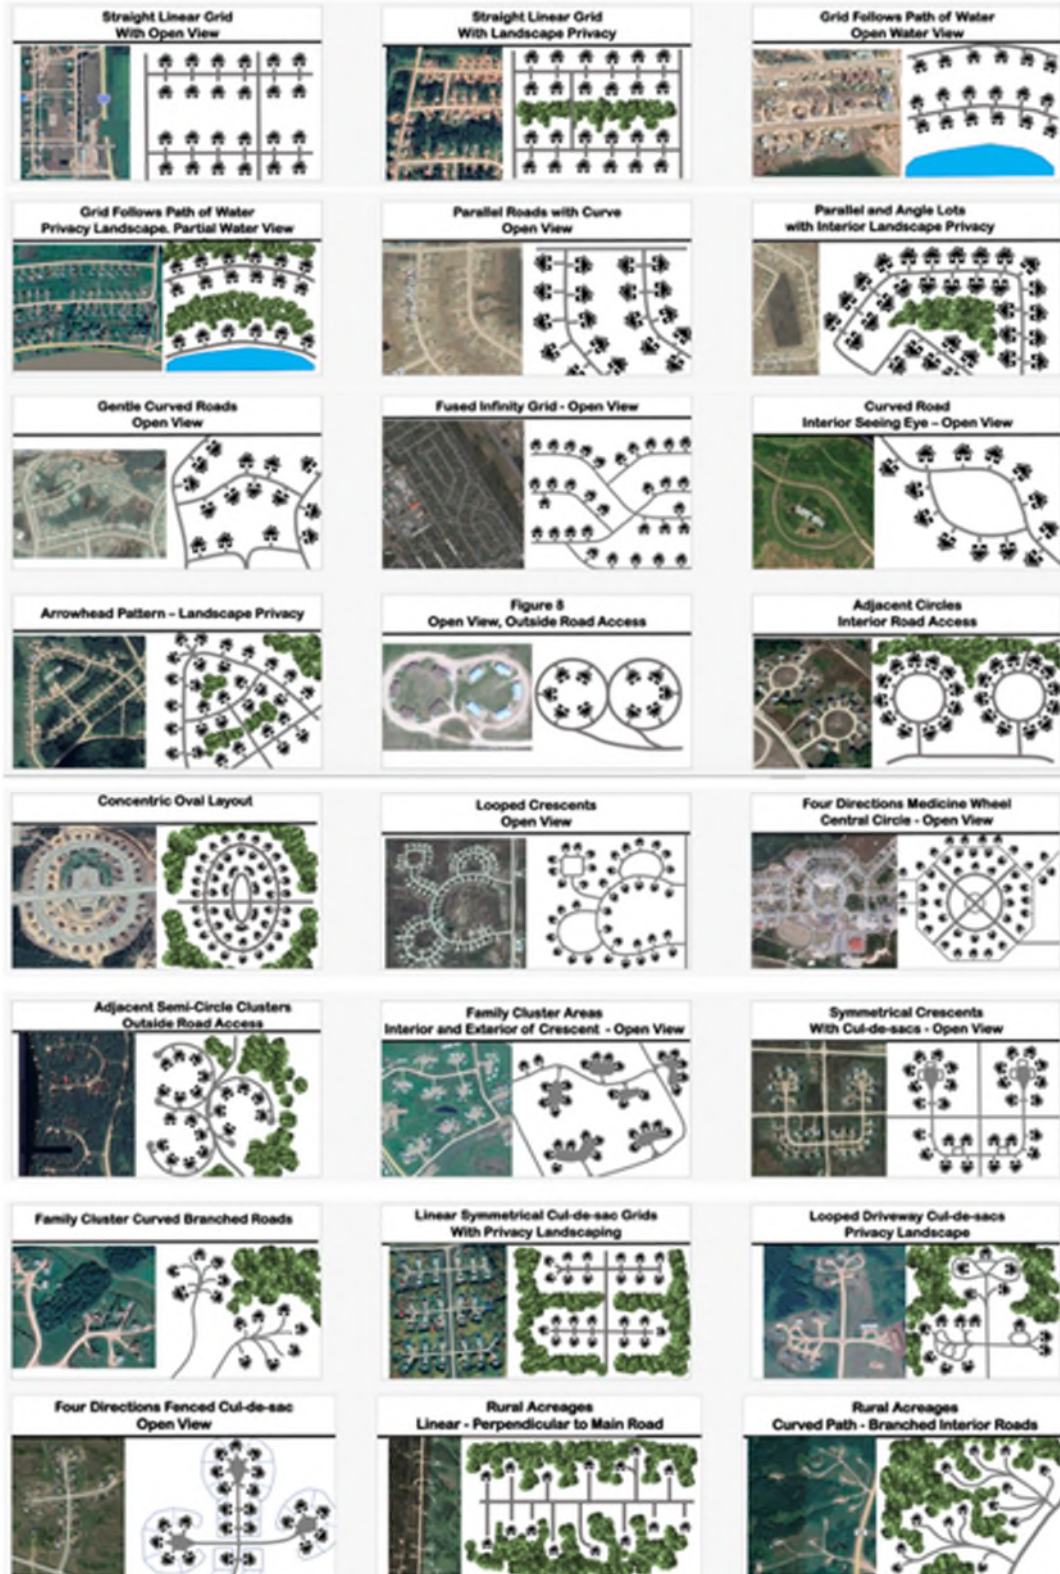 Straight Linear Grid
With Open View
Straight Linear Grid
With Landscape Privacy
Grid Follows Path of Water
Open Water View
Grid Follows Path of Water
Privacy Landscape. Partial Water View
Parallel Roads with Curve
Open View
Parallel and Angle Lots
with Interior Landscape Privacy
Gentle Curved Roads
Open View
Fused Infinity Grid - Open View
Curved Road
Interior Seeing Eye – Open View
Arrowhead Pattern – Landscape Privacy
Figure 8
Open View, Outside Road Access
Adjacent Circles
Interior Road Access
Concentric Oval Layout
Looped Crescents
Open View
Four Directions Medicine Wheel
Central Circle - Open View
Adjacent Semi-Circle Clusters
Outside Road Access
Family Cluster Areas
Interior and Exterior of Crescent - Open View
Symmetrical Crescents
With Cul-de-sacs - Open View
Family Cluster Curved Branched Roads
Linear Symmetrical Cul-de-sac Grids
With Privacy Landscaping
Looped Driveway Cul-de-sacs
Privacy Landscape
Four Directions Fenced Cul-de-sac
Open View
Rural Acreages
Linear - Perpendicular to Main Road
Rural Acreages
Curved Path - Branched Interior Roads